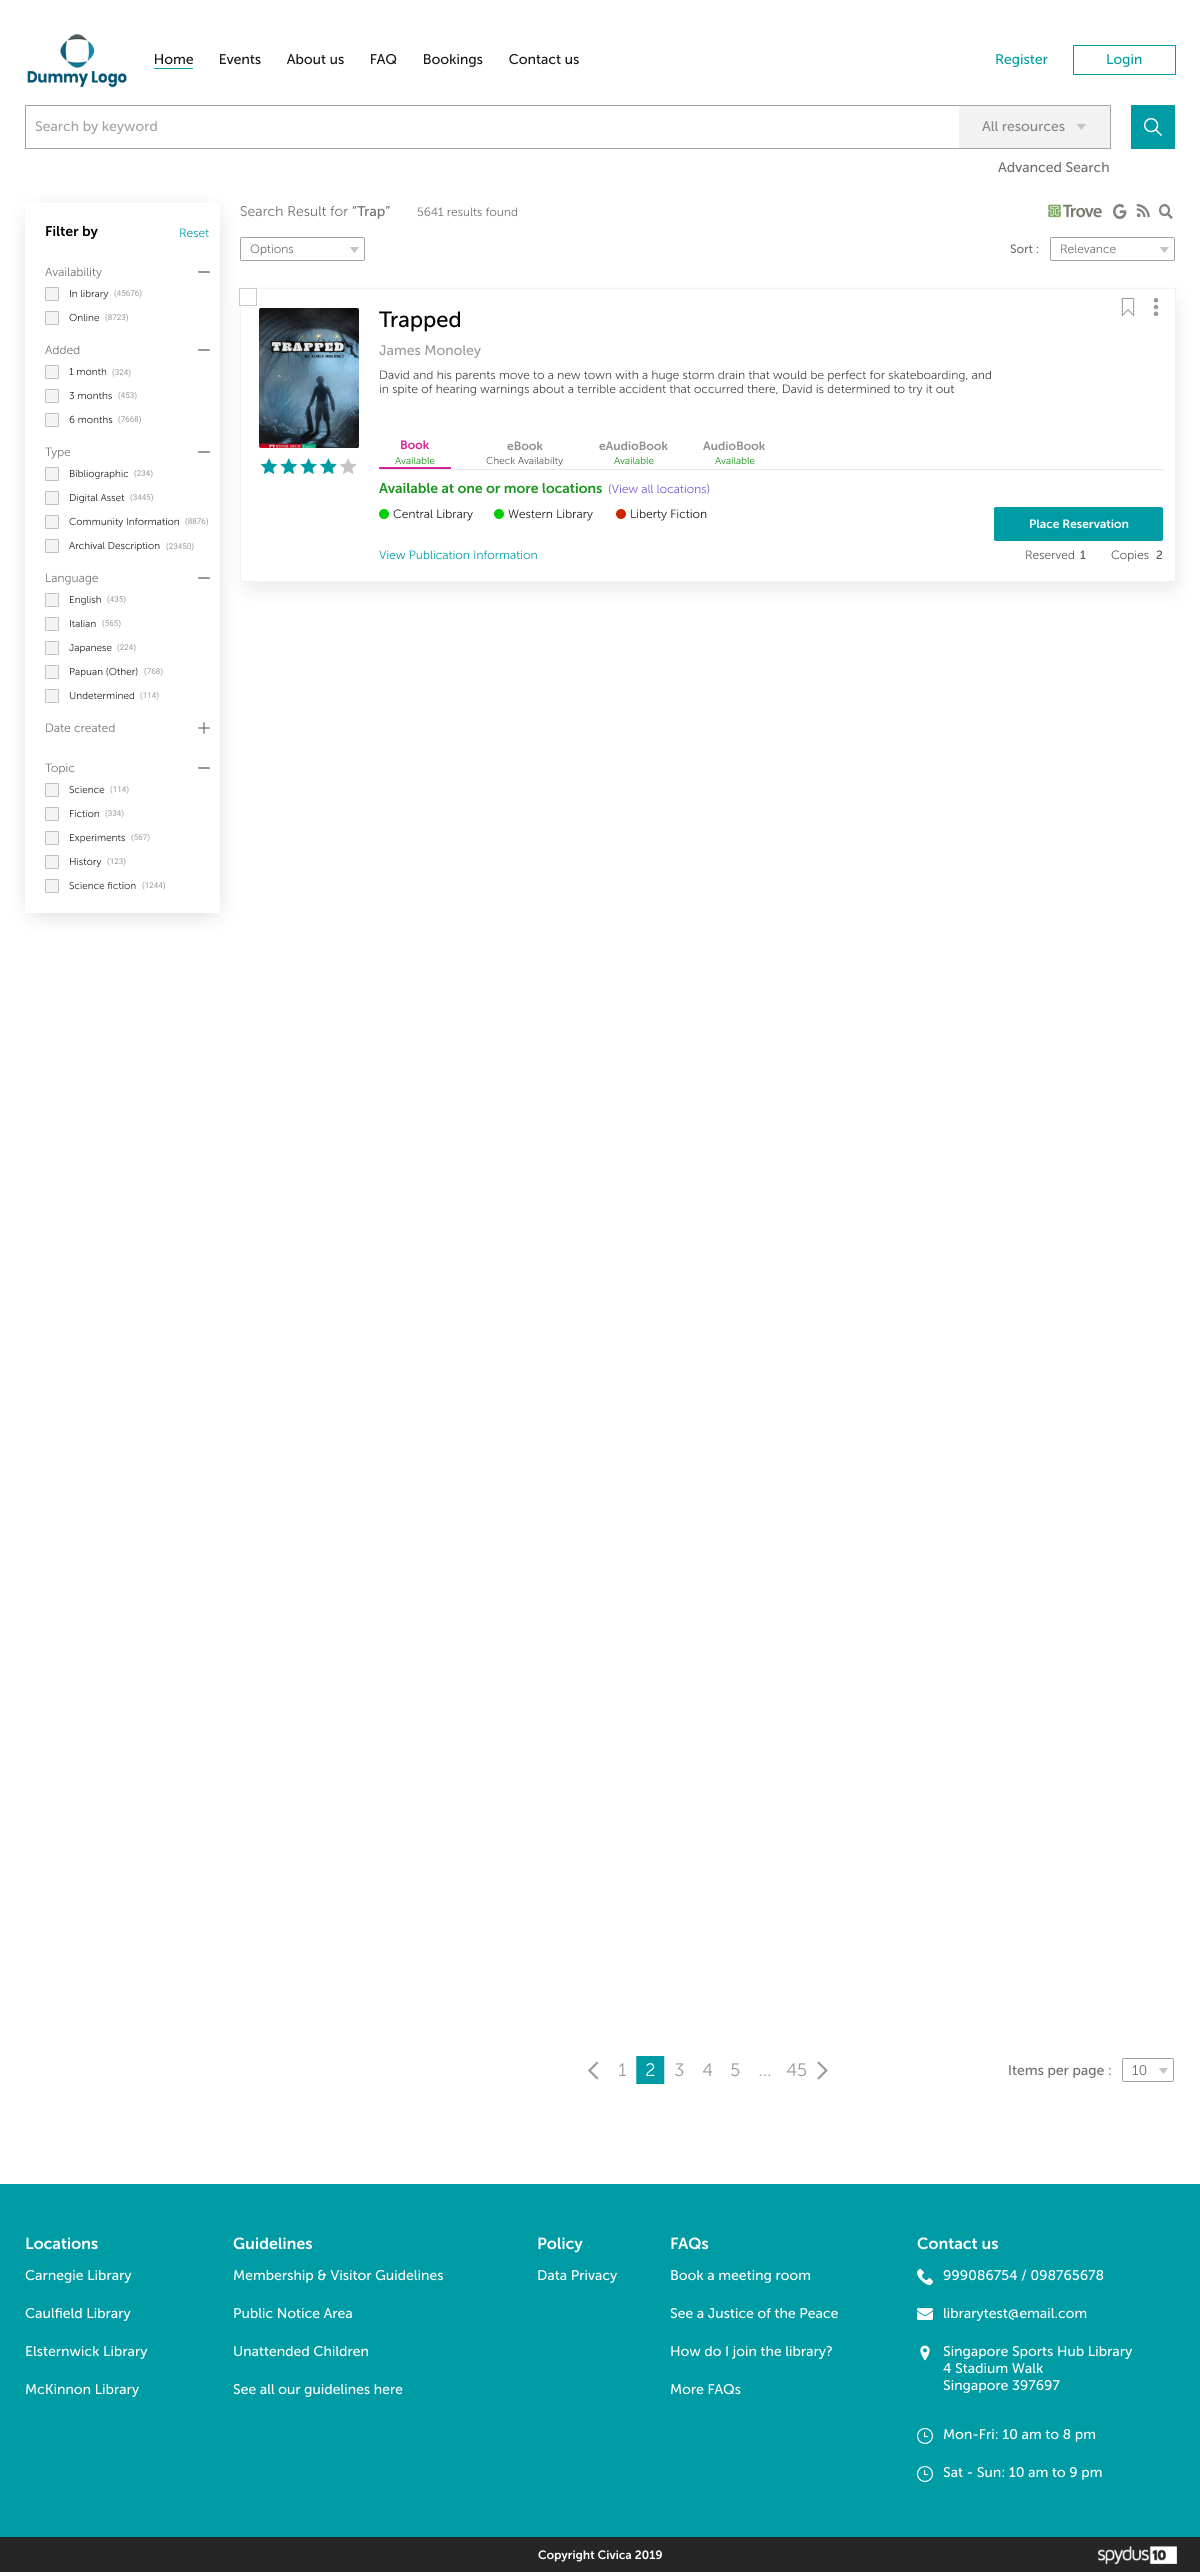 Dummy Logo
Home Events About us FAQ Bookings Contact us
Register Login
Search by keyword All resources
Advanced Search
Filter by Reset
Availability
In library (45676)
Online (8723)
Added
1 month (324)
3 months (453)
6 months (7668)
Type
Bibliographic (234)
Digital Asset (3445)
Community Information (8876)
Archival Description (23450)
Language
English (435)
Italian (565)
Japanese (224)
Papuan (Other) (768)
Undetermined (114)
Date created
Topic
Science (114)
Fiction (334)
Experiments (567)
History (123)
Science fiction (1244)
Search Result for “Trap” 5641 results found
Trove
Options
Sort : Relevance
TRAPPED
Trapped
James Monoley
David and his parents move to a new town with a huge storm drain that would be perfect for skateboarding, and
in spite of hearing warnings about a terrible accident that occurred there, David is determined to try it out
Book eBook eAudioBook AudioBook
Available Check Availabilty Available Available
Available at one or more locations (View all locations)
Central Library Western Library Liberty Fiction
Place Reservation
View Publication Information
Reserved 1 Copies 2
1 2 3 4 5 ... 45
Items per page : 10
Locations
Carnegie Library
Caulfield Library
Elsternwick Library
McKinnon Library
Guidelines
Membership & Visitor Guidelines
Public Notice Area
Unattended Children
See all our guidelines here
Policy
Data Privacy
FAQs
Book a meeting room
See a Justice of the Peace
How do I join the library?
More FAQs
Contact us
999086754 / 098765678
librarytest@email.com
Singapore Sports Hub Library
4 Stadium Walk
Singapore 397697
Mon-Fri: 10 am to 8 pm
Sat - Sun: 10 am to 9 pm
Copyright Civica 2019
spydus10